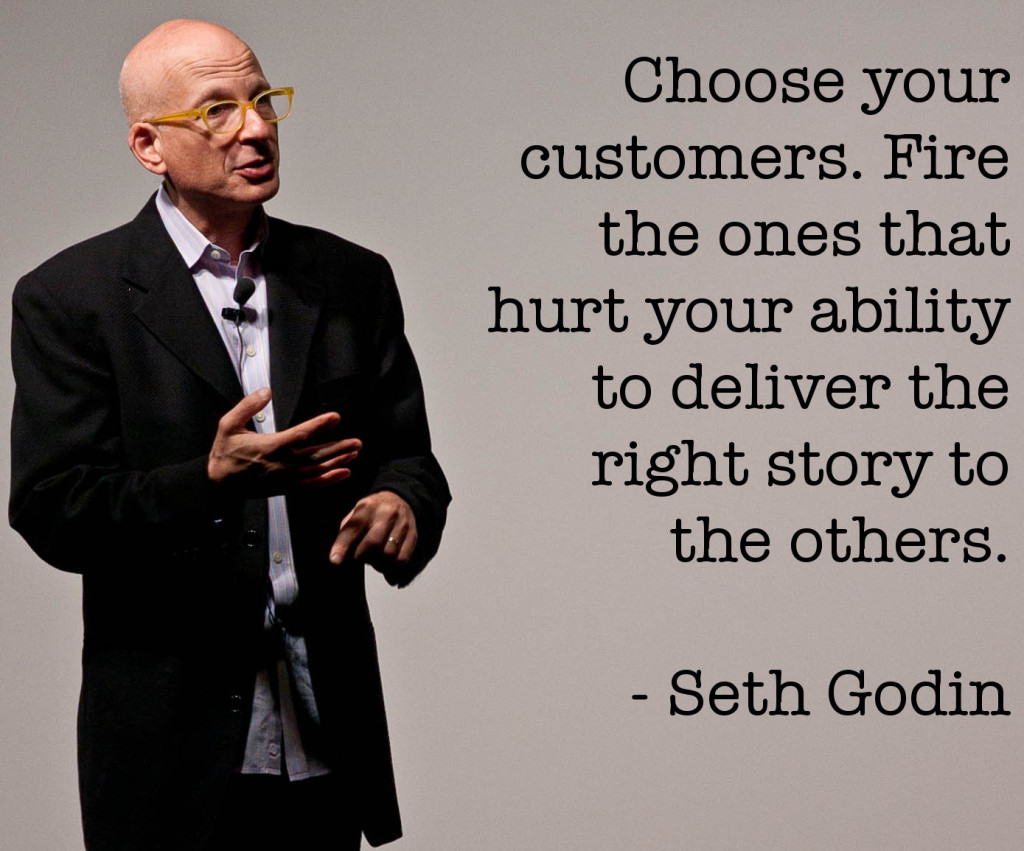 Choose your
customers. Fire
the ones that
hurt your ability
to deliver the
right story to
the others.
- Seth Godin